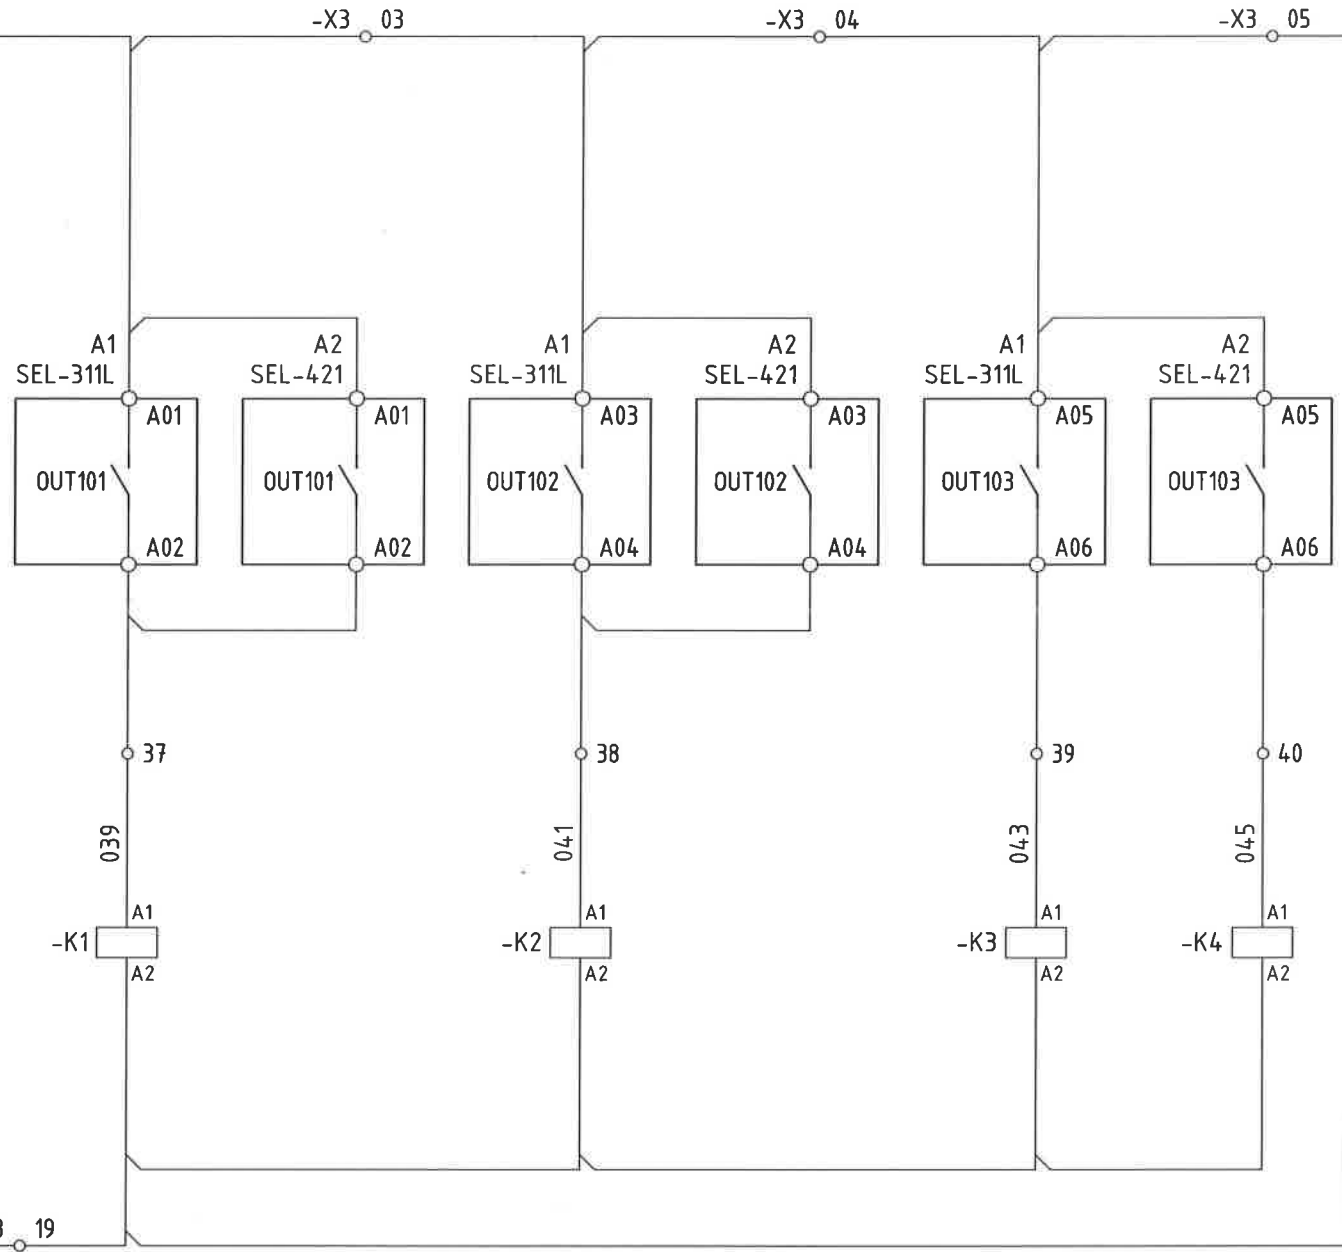 -X3 03
-X3 04
-X3 05
A1 A2 A1 A2 A1 A2
SEL-311L SEL-421 SEL-311L SEL-421 SEL-311L SEL-421
A01 A01 A03 A03 A05 A05
OUT101 OUT101 OUT102 OUT102 OUT103 OUT103
A02 A02 A04 A04 A06 A06
37 38 39 40
039 041 043 045
A1 A1 A1 A1
-K1 -K2 -K3 -K4
A2 A2 A2 A2
19